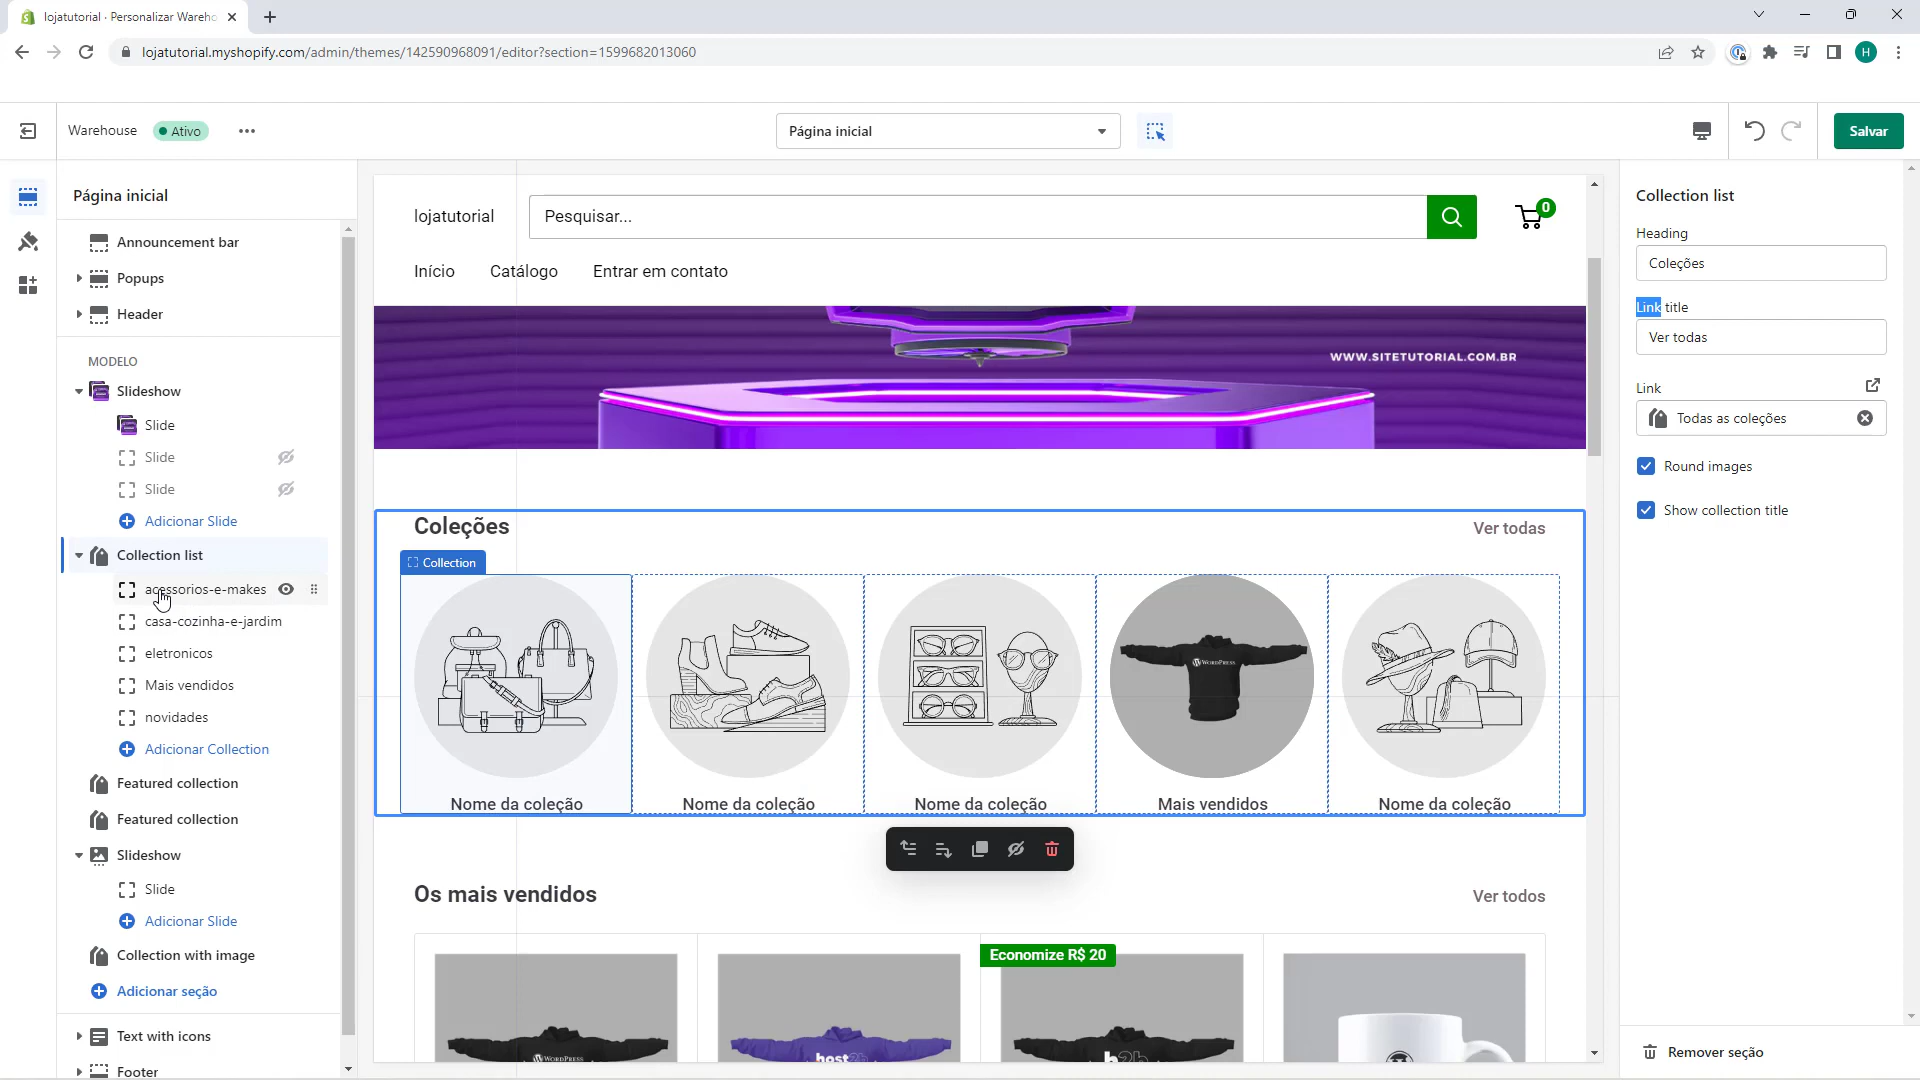 lojatutorial · Personalizar Wareho
lojatutorial.myshopify.com/admin/themes/142590968091/editor?section=1599682013060
H
Warehouse
Ativo
Página inicial
Salvar
Página inicial
Announcement bar
Popups
Header
MODELO
Slideshow
Slide
Slide
Slide
Adicionar Slide
Collection list
acessorios-e-makes
casa-cozinha-e-jardim
eletronicos
Mais vendidos
novidades
Adicionar Collection
Featured collection
Featured collection
Slideshow
Slide
Adicionar Slide
Collection with image
Adicionar seção
Text with icons
Footer
lojatutorial
Pesquisar...
0
Início
Catálogo
Entrar em contato
WWW.SITETUTORIAL.COM.BR
Coleções
Ver todas
Collection
WORDPRESS
Nome da coleção
Nome da coleção
Nome da coleção
Mais vendidos
Nome da coleção
Os mais vendidos
Ver todos
Economize R$ 20
WORDPRESS
host2b
h2b
Collection list
Heading
Coleções
Link title
Ver todas
Link
Todas as coleções
Round images
Show collection title
Remover seção